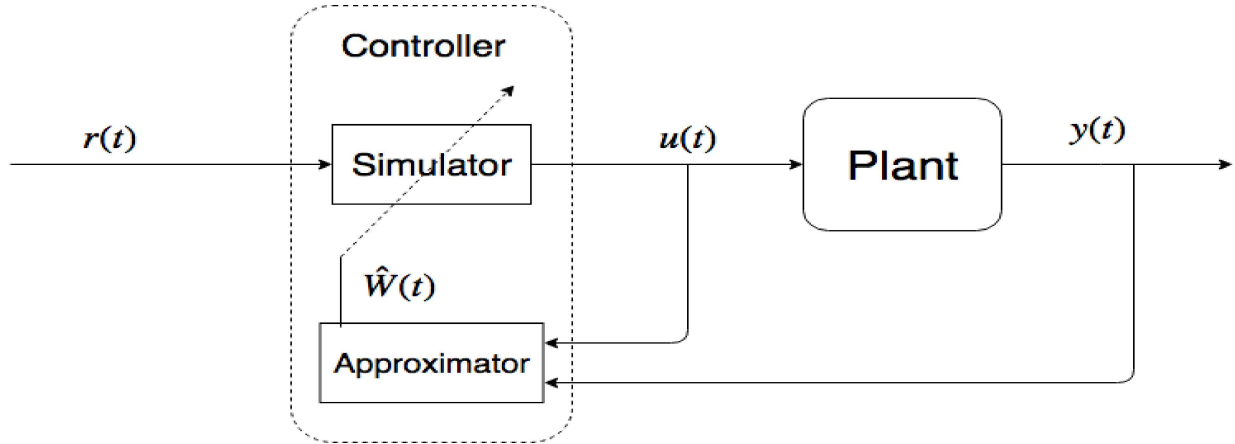 Controller
r(t)
Simulator
u(t)
Plant
y(t)
Ŵ(t)
Approximator